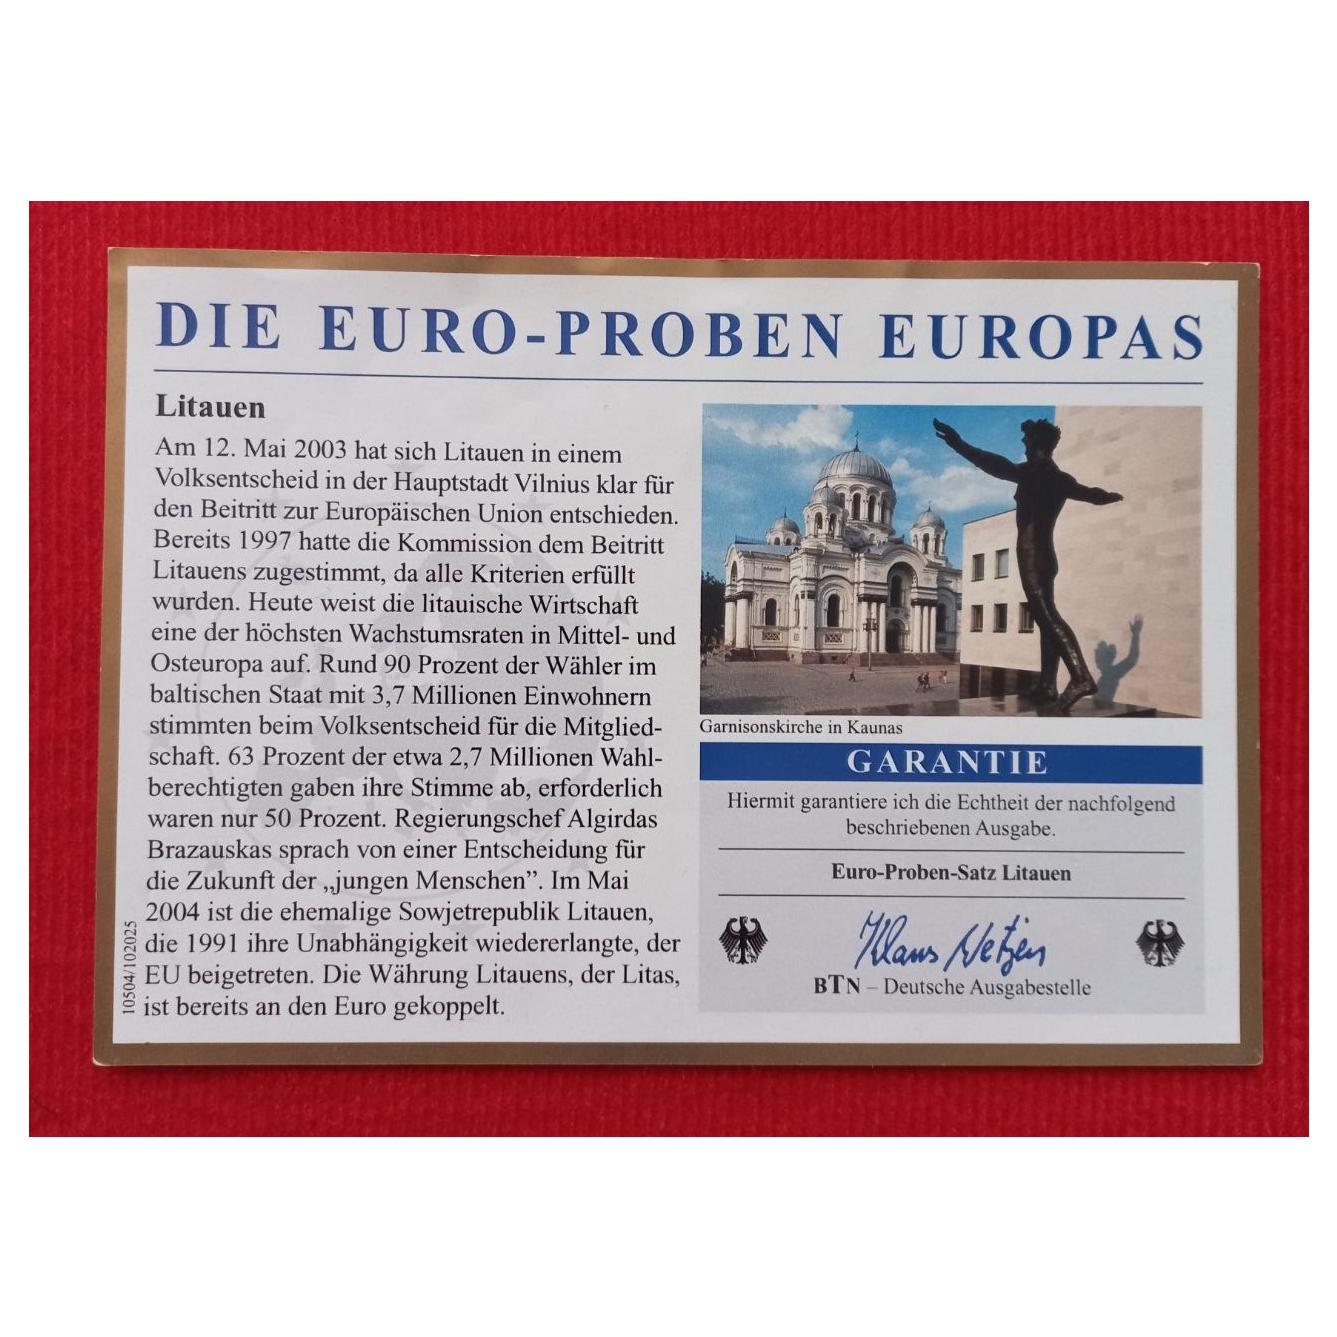 DIE EURO-PROBEN EUROPAS
Litauen
Am 12. Mai 2003 hat sich Litauen in einem
Volksentscheid in der Hauptstadt Vilnius klar für
den Beitritt zur Europäischen Union entschieden.
Bereits 1997 hatte die Kommission dem Beitritt
Litauens zugestimmt, da alle Kriterien erfüllt
wurden. Heute weist die litauische Wirtschaft
eine der höchsten Wachstumsraten in Mittel- und
Osteuropa auf. Rund 90 Prozent der Wähler im
baltischen Staat mit 3,7 Millionen Einwohnern
stimmten beim Volksentscheid für die Mitglied-
schaft. 63 Prozent der etwa 2,7 Millionen Wahl-
berechtigten gaben ihre Stimme ab, erforderlich
waren nur 50 Prozent. Regierungschef Algirdas
Brazauskas sprach von einer Entscheidung für
die Zukunft der „jungen Menschen”. Im Mai
2004 ist die ehemalige Sowjetrepublik Litauen,
die 1991 ihre Unabhängigkeit wiedererlangte, der
EU beigetreten. Die Währung Litauens, der Litas,
ist bereits an den Euro gekoppelt.
10504/102025
Garnisonskirche in Kaunas
GARANTIE
Hiermit garantiere ich die Echtheit der nachfolgend
beschriebenen Ausgabe.
Euro-Proben-Satz Litauen
Klaus
BTN – Deutsche Ausgabestelle